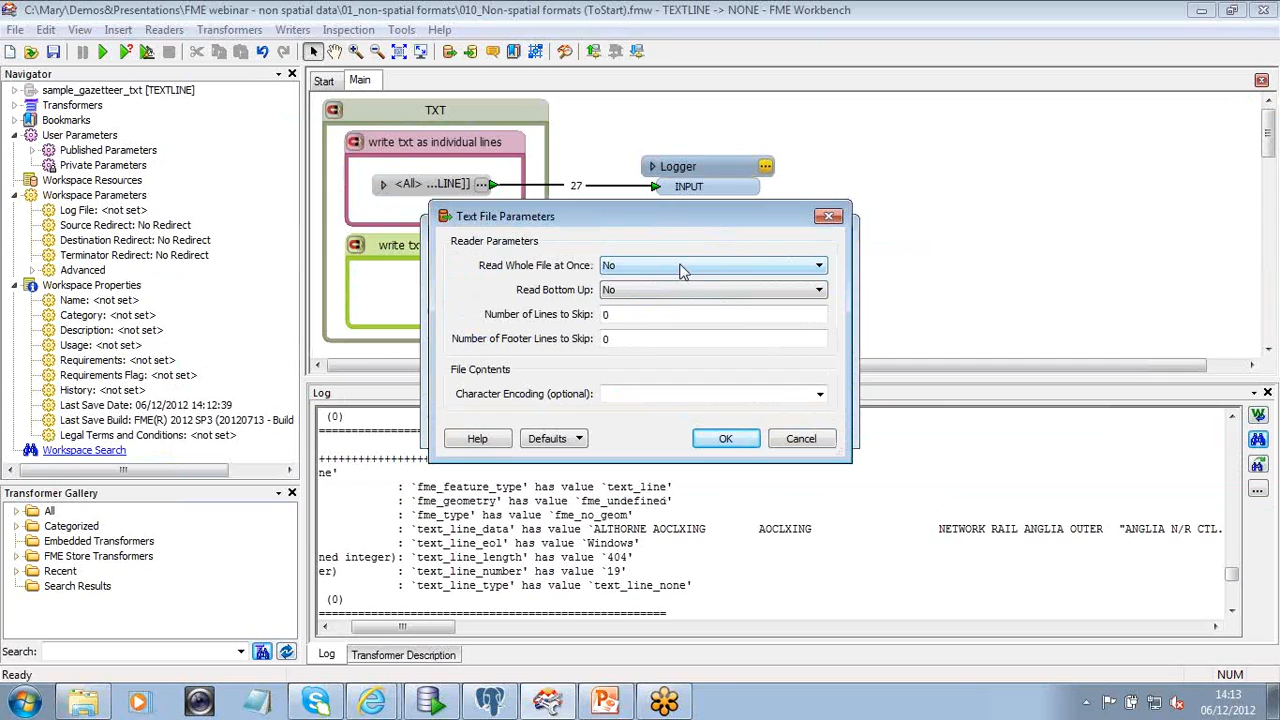 C:\Mary\Demos&Presentations\FME webinar - non spatial data\01_non-spatial formats\010_Non-spatial formats (ToStart).fmw - TEXTLINE -> NONE - FME Workbench
File Edit View Insert Readers Transformers Writers Inspection Tools Help
Navigator
sample_gazetteer_txt [TEXTLINE]
Transformers
Bookmarks
User Parameters
Published Parameters
Private Parameters
Workspace Resources
Workspace Parameters
Log File: <not set>
Source Redirect: No Redirect
Destination Redirect: No Redirect
Terminator Redirect: No Redirect
Advanced
Workspace Properties
Name: <not set>
Category: <not set>
Description: <not set>
Usage: <not set>
Requirements: <not set>
Requirements Flag: <not set>
History: <not set>
Last Save Date: 06/12/2012 14:12:39
Last Save Build: FME(R) 2012 SP3 (20120713 - Build
Legal Terms and Conditions: <not set>
Workspace Search
Transformer Gallery
All
Categorized
Embedded Transformers
FME Store Transformers
Recent
Search Results
Search:
Start Main
TXT
write txt as individual lines
<All> ...LINE]]
27
Logger
INPUT
write tx
Text File Parameters
Reader Parameters
Read Whole File at Once: No
Read Bottom Up: No
Number of Lines to Skip: 0
Number of Footer Lines to Skip: 0
File Contents
Character Encoding (optional):
Help Defaults OK Cancel
Log
(0)
ne'
: `fme_feature_type' has value `text_line'
: `fme_geometry' has value `fme_undefined'
: `fme_type' has value `fme_no_geom'
: `text_line_data' has value `ALTHORNE AOCLXING AOCLXING NETWORK RAIL ANGLIA OUTER "ANGLIA N/R CTL.
: `text_line_eol' has value `Windows'
ned integer): `text_line_length' has value `404'
er) : `text_line_number' has value `19'
: `text_line_type' has value `text_line_none'
(0)
Log Transformer Description
Ready
NUM
14:13
06/12/2012